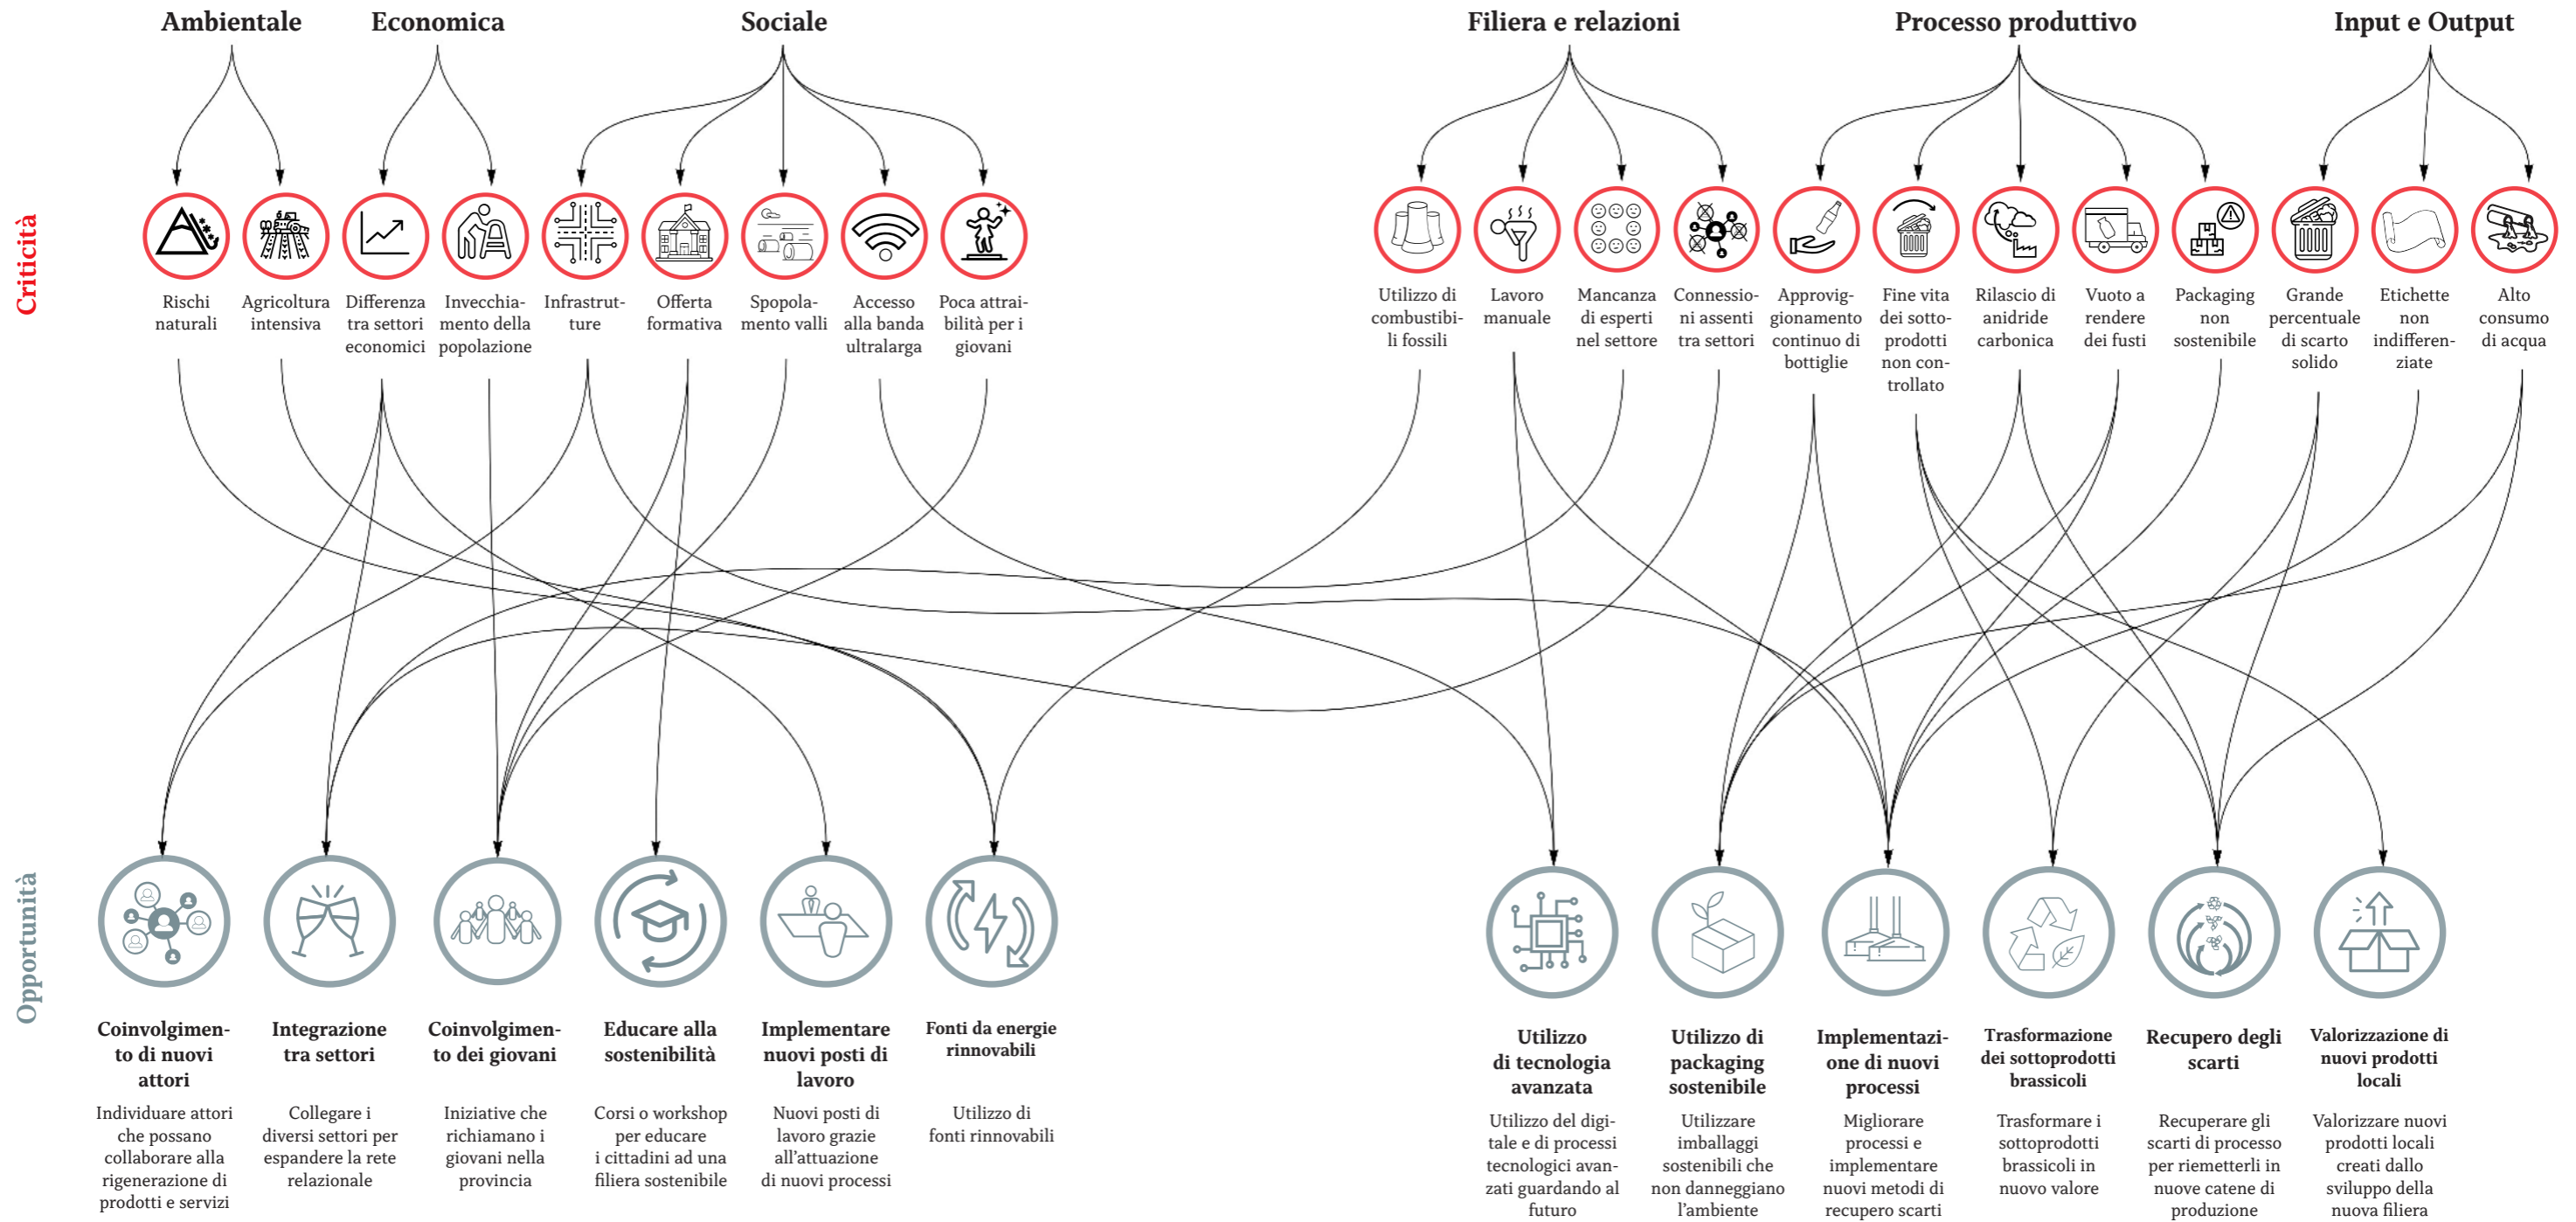 Ambientale
Economica
Sociale
Filiera e relazioni
Processo produttivo
Input e Output
Criticità
Rischi
naturali
Agricoltura
intensiva
Differenza
tra settori
economici
Invecchia-
mento della
popolazione
Infrastrut-
ture
Offerta
formativa
Spopola-
mento valli
Accesso
alla banda
ultralarga
Poca attrai-
bilità per i
giovani
Utilizzo di
combustibi-
li fossili
Lavoro
manuale
Mancanza
di esperti
nel settore
Connessio-
ni assenti
tra settori
Approvig-
gionamento
continuo di
bottiglie
Fine vita
dei sotto-
prodotti
non con-
trollato
Rilascio di
anidride
carbonica
Vuoto a
rendere
dei fusti
Packaging
non
sostenibile
Grande
percentuale
di scarto
solido
Etichette
non
indifferen-
ziate
Alto
consumo
di acqua
Opportunità
Coinvolgimen-
to di nuovi
attori
Individuare attori
che possano
collaborare alla
rigenerazione di
prodotti e servizi
Integrazione
tra settori
Collegare i
diversi settori per
espandere la rete
relazionale
Coinvolgimen-
to dei giovani
Iniziative che
richiamano i
giovani nella
provincia
Educare alla
sostenibilità
Corsi o workshop
per educare
i cittadini ad una
filiera sostenibile
Implementare
nuovi posti di
lavoro
Nuovi posti di
lavoro grazie
all'attuazione
di nuovi processi
Fonti da energie
rinnovabili
Utilizzo di
fonti rinnovabili
Utilizzo
di tecnologia
avanzata
Utilizzo del digi-
tale e di processi
tecnologici avan-
zati guardando al
futuro
Utilizzo di
packaging
sostenibile
Utilizzare
imballaggi
sostenibili che
non danneggiano
l'ambiente
Implementazi-
one di nuovi
processi
Migliorare
processi e
implementare
nuovi metodi di
recupero scarti
Trasformazione
dei sottoprodotti
brassicoli
Trasformare i
sottoprodotti
brassicoli in
nuovo valore
Recupero degli
scarti
Recuperare gli
scarti di processo
per riemetterli in
nuove catene di
produzione
Valorizzazione di
nuovi prodotti
locali
Valorizzare nuovi
prodotti locali
creati dallo
sviluppo della
nuova filiera